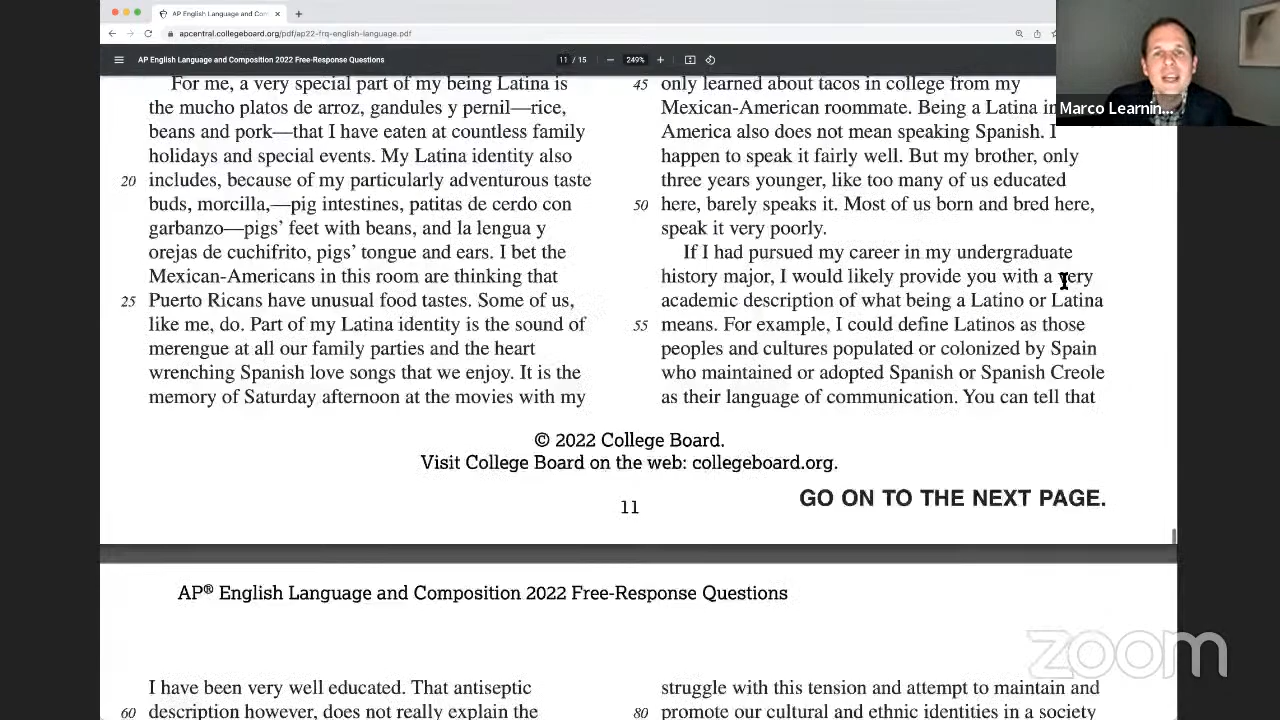 AP English Language and Com
apcentral.collegeboard.org/pdf/ap22-frq-english-language.pdf
AP English Language and Composition 2022 Free-Response Questions
11 / 15
249%
Marco Learnin...
For me, a very special part of my being Latina is
the mucho platos de arroz, gandules y pernil—rice,
beans and pork—that I have eaten at countless family
holidays and special events. My Latina identity also
20 includes, because of my particularly adventurous taste
buds, morcilla,—pig intestines, patitas de cerdo con
garbanzo—pigs' feet with beans, and la lengua y
orejas de cuchifrito, pigs' tongue and ears. I bet the
Mexican-Americans in this room are thinking that
25 Puerto Ricans have unusual food tastes. Some of us,
like me, do. Part of my Latina identity is the sound of
merengue at all our family parties and the heart
wrenching Spanish love songs that we enjoy. It is the
memory of Saturday afternoon at the movies with my
45 only learned about tacos in college from my
Mexican-American roommate. Being a Latina in
America also does not mean speaking Spanish. I
happen to speak it fairly well. But my brother, only
three years younger, like too many of us educated
50 here, barely speaks it. Most of us born and bred here,
speak it very poorly.
If I had pursued my career in my undergraduate
history major, I would likely provide you with a very
academic description of what being a Latino or Latina
55 means. For example, I could define Latinos as those
peoples and cultures populated or colonized by Spain
who maintained or adopted Spanish or Spanish Creole
as their language of communication. You can tell that
© 2022 College Board.
Visit College Board on the web: collegeboard.org.
11
GO ON TO THE NEXT PAGE.
AP® English Language and Composition 2022 Free-Response Questions
I have been very well educated. That antiseptic
60 description however, does not really explain the
struggle with this tension and attempt to maintain and
80 promote our cultural and ethnic identities in a society
zoom